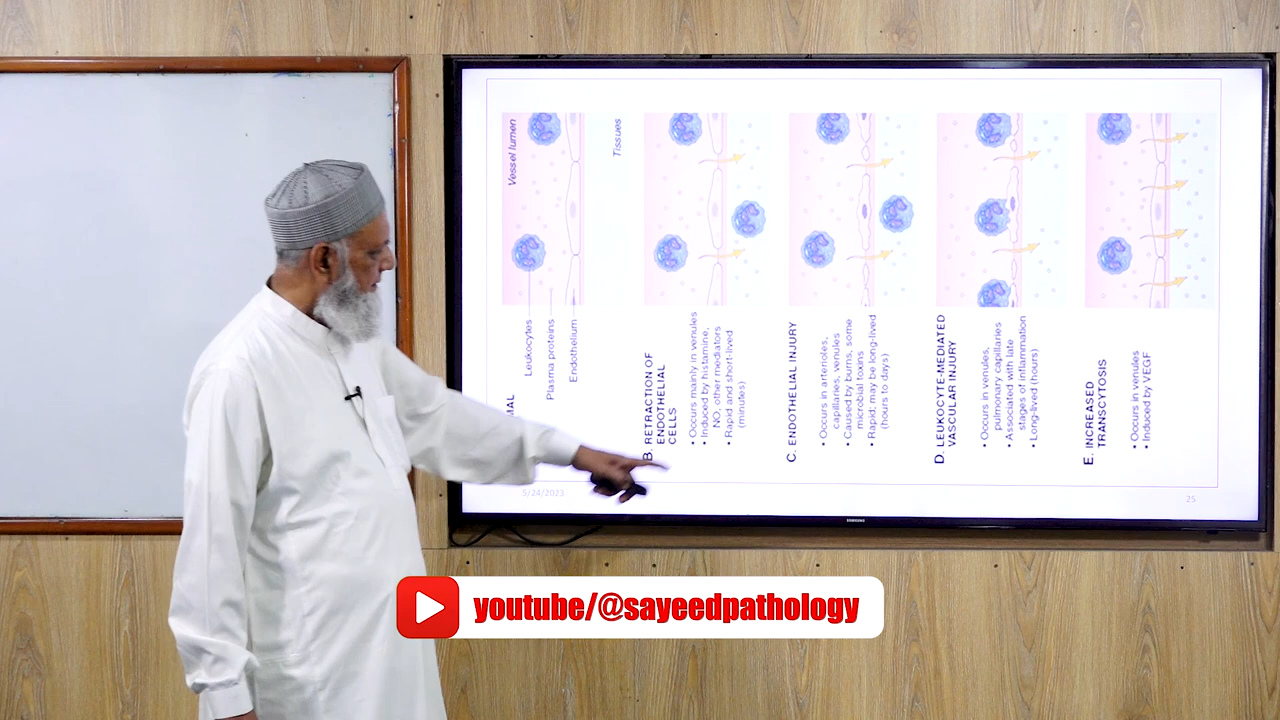 Vessel lumen
Tissues
Leukocytes
Plasma proteins
Endothelium
MAL
B. RETRACTION OF
ENDOTHELIAL
CELLS
• Occurs mainly in venules
• Induced by histamine,
NO, other mediators
• Rapid and short-lived
(minutes)
C. ENDOTHELIAL INJURY
• Occurs in arterioles,
capillaries, venules
• Caused by burns, some
microbial toxins
• Rapid; may be long-lived
(hours to days)
D. LEUKOCYTE-MEDIATED
VASCULAR INJURY
• Occurs in venules,
pulmonary capillaries
• Associated with late
stages of inflammation
• Long-lived (hours)
E. INCREASED
TRANSCYTOSIS
• Occurs in venules
• Induced by VEGF
5/24/2023
25
SAMSUNG
youtube/@sayeedpathology